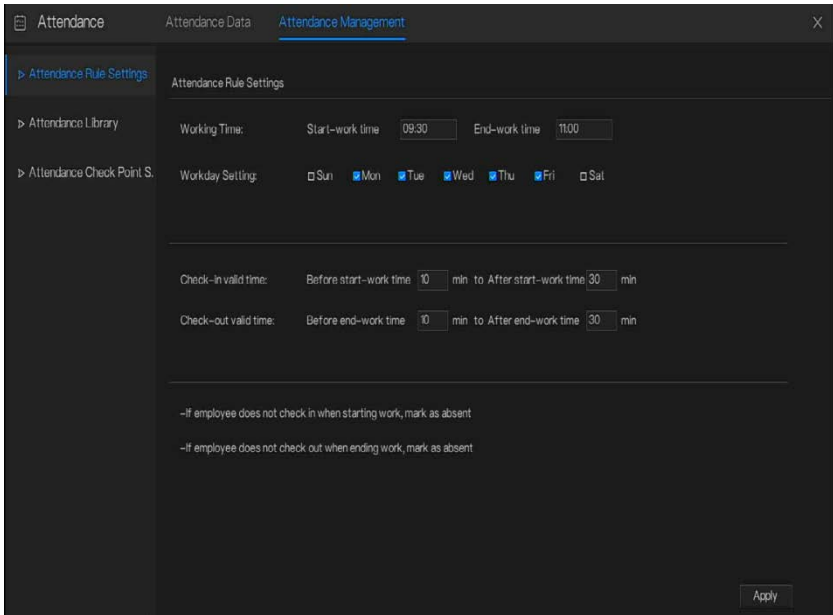 Attendance Attendance Data Attendance Management X
Attendance Rule Settings
Attendance Rule Settings
Working Time: Start-work time 09:30 End-work time 11:00
Attendance Library
Workday Setting: Sun Mon Tue Wed Thu Fri Sat
Attendance Check Point S.
Check-in valid time: Before start-work time 10 min to After start-work time 30 min
Check-out valid time: Before end-work time 10 min to After end-work time 30 min
-If employee does not check in when starting work, mark as absent
-If employee does not check out when ending work, mark as absent
Apply